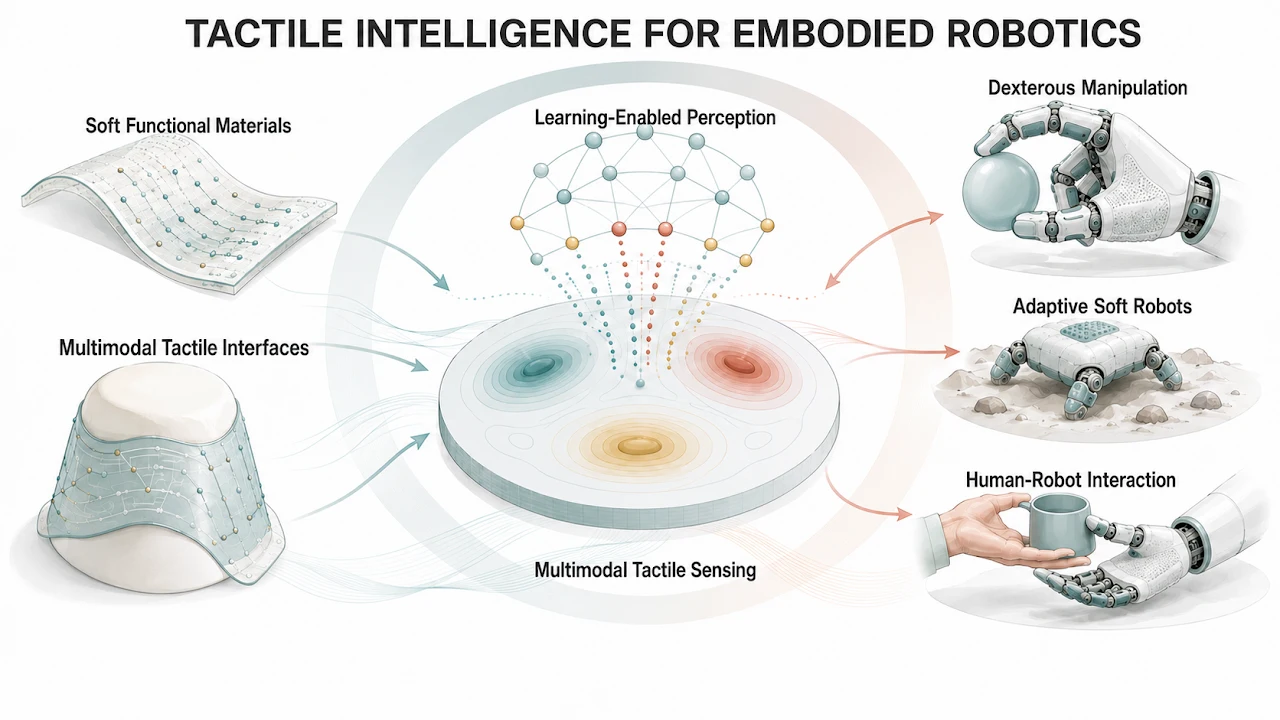 TACTILE INTELLIGENCE FOR EMBODIED ROBOTICS
Soft Functional Materials
Multimodal Tactile Interfaces
Learning-Enabled Perception
Multimodal Tactile Sensing
Dexterous Manipulation
Adaptive Soft Robots
Human-Robot Interaction